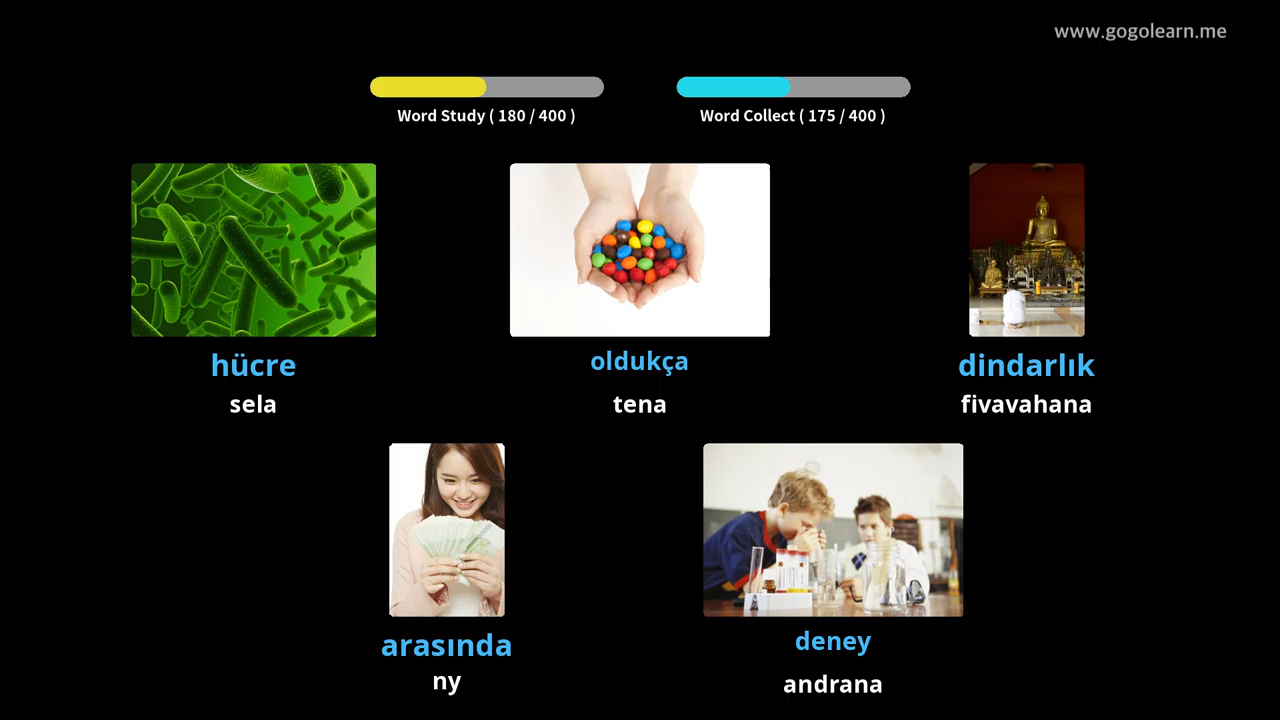 www.gogolearn.me
Word Study ( 180 / 400 )
Word Collect ( 175 / 400 )
hücre
sela
oldukça
tena
dindarlık
fivavahana
arasında
ny
deney
andrana